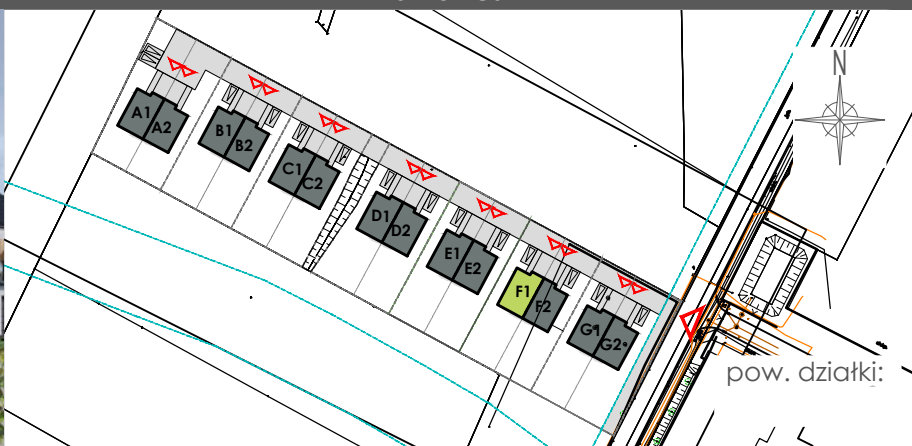 N
A1 A2
B1 B2
C1 C2
D1 D2
E1 E2
F1 F2
G1 G2
pow. działki: